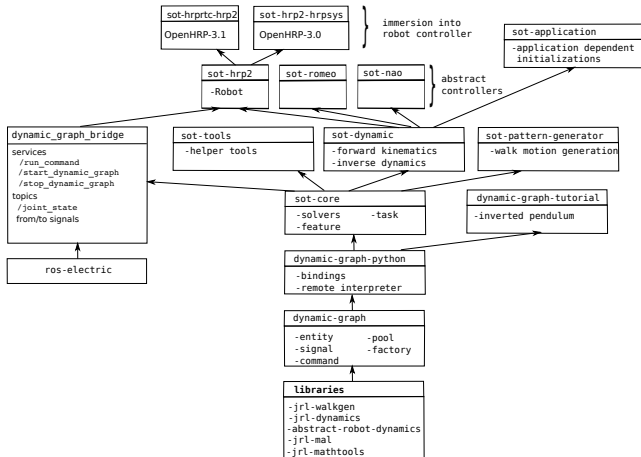 sot-hrprtc-hrp2
OpenHRP-3.1
sot-hrp2-hrpsys
OpenHRP-3.0
immersion into
robot controller
sot-application
-application dependent
initializations
sot-hrp2
-Robot
sot-romeo
sot-nao
abstract
controllers
dynamic_graph_bridge
services
/run_command
/start_dynamic_graph
/stop_dynamic_graph
topics
/joint_state
from/to signals
sot-tools
-helper tools
sot-dynamic
-forward kinematics
-inverse dynamics
sot-pattern-generator
-walk motion generation
sot-core
-solvers -task
-feature
dynamic-graph-tutorial
-inverted pendulum
ros-electric
dynamic-graph-python
-bindings
-remote interpreter
dynamic-graph
-entity -pool
-signal -factory
-command
libraries
-jrl-walkgen
-jrl-dynamics
-abstract-robot-dynamics
-jrl-mal
-jrl-mathtools